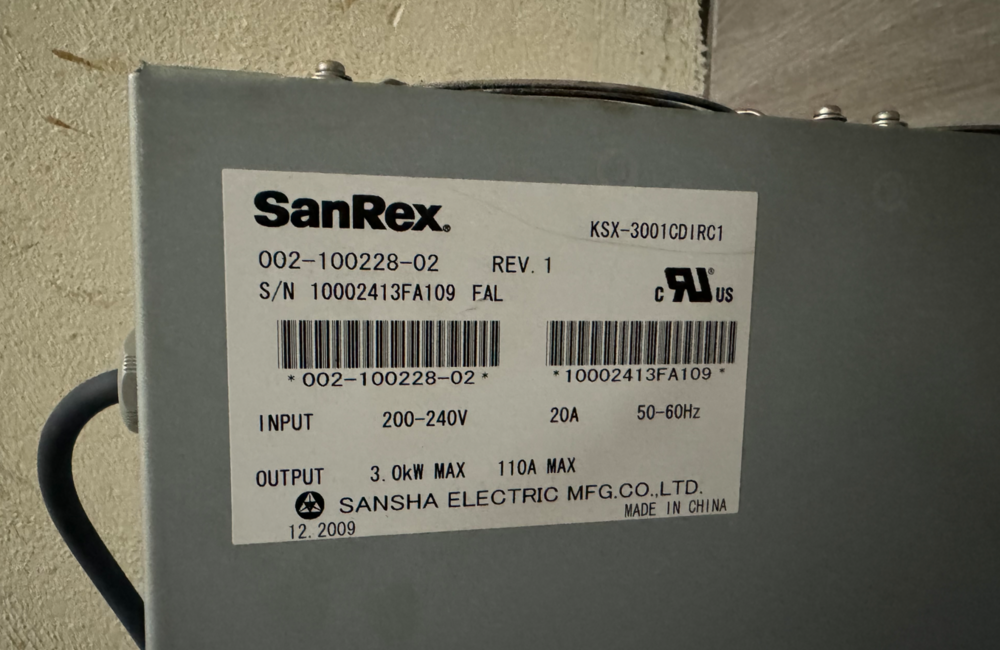 SanRex®
KSX-3001CDIRC1
002-100228-02 REV. 1
S/N 10002413FA109 FAL
c RU® US
*002-100228-02* *10002413FA109*
INPUT 200-240V 20A 50-60Hz
OUTPUT 3.0kW MAX 110A MAX
SANSHA ELECTRIC MFG.CO.,LTD.
12.2009 MADE IN CHINA